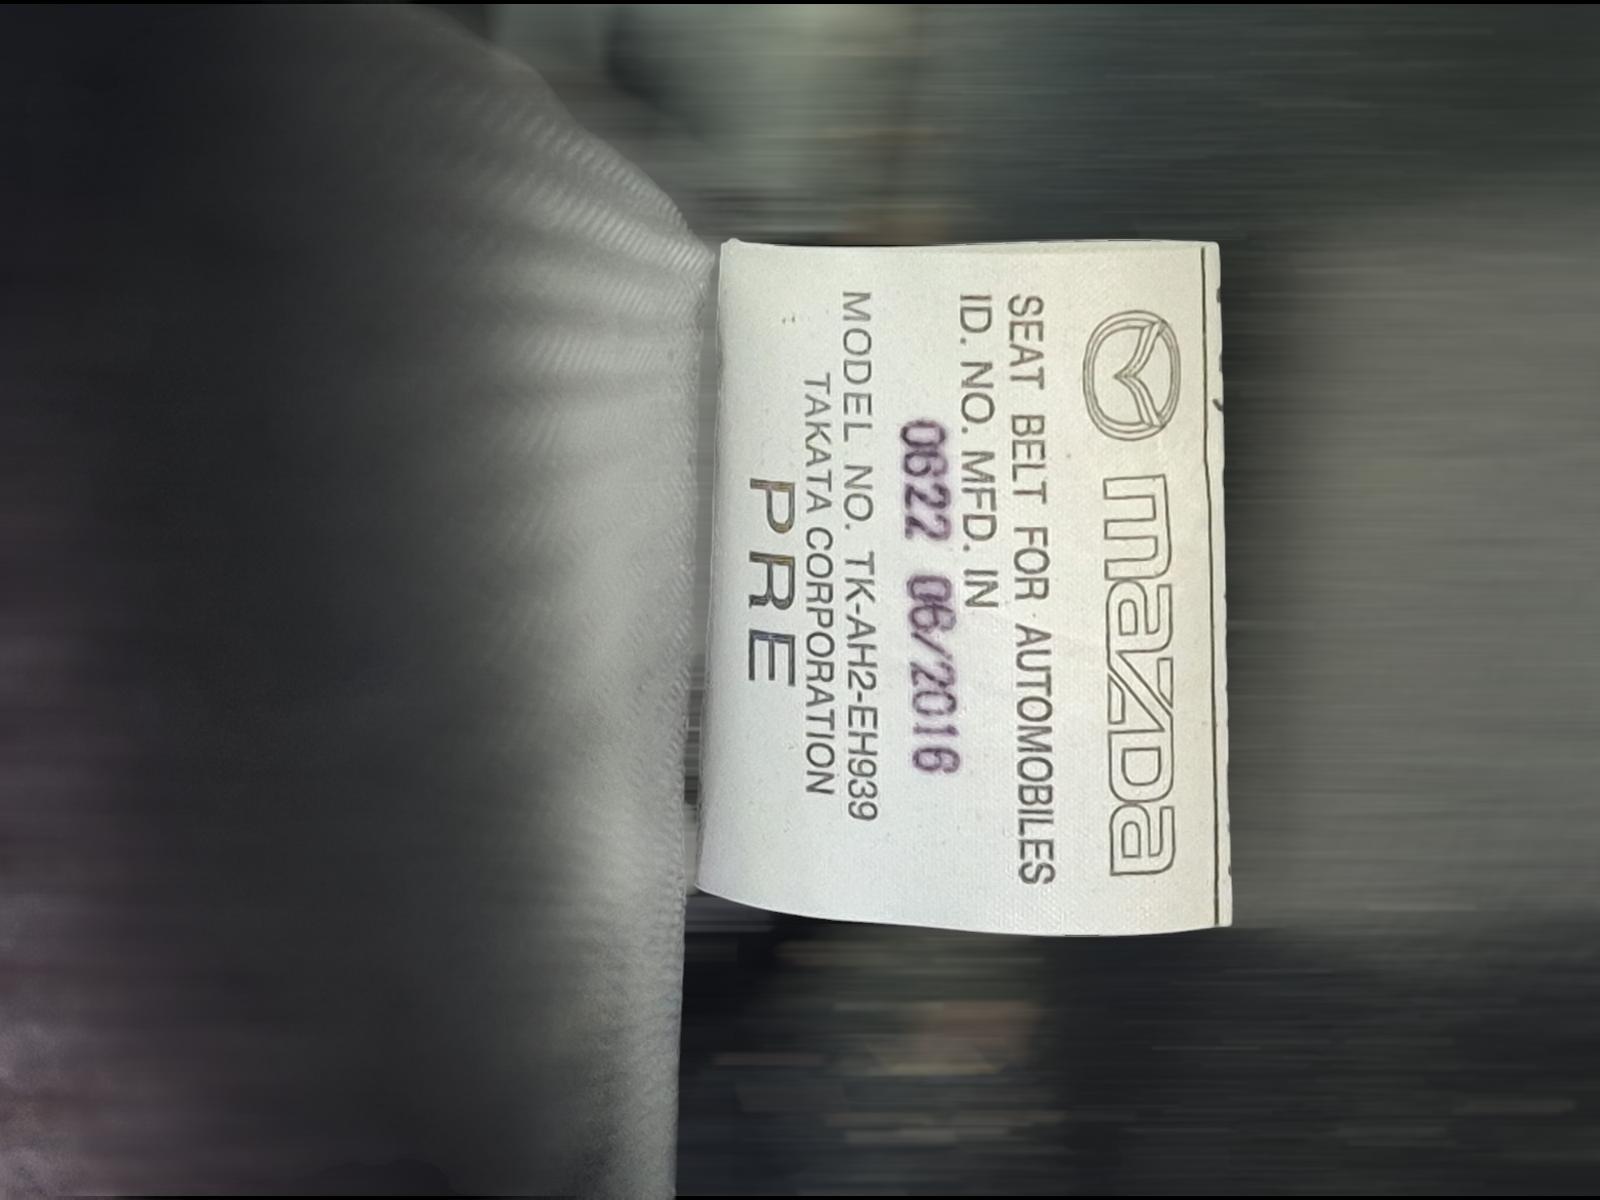 mazda
SEAT BELT FOR AUTOMOBILES
ID. NO. MFD. IN
0622 06/2016
MODEL NO. TK-AH2-EH939
TAKATA CORPORATION
PRE